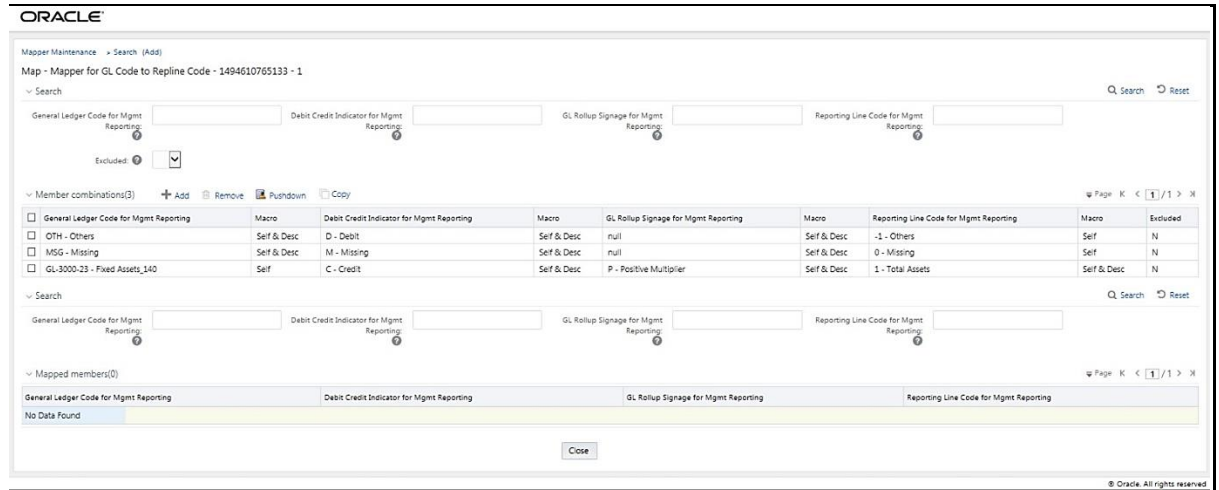 ORACLE
Mapper Maintenance > Search (Add)
Map - Mapper for GL Code to Repline Code - 1494610765133 - 1
Search
Search Reset
General Ledger Code for Mgmt Reporting: Debit Credit Indicator for Mgmt Reporting: GL Rollup Signage for Mgmt Reporting: Reporting Line Code for Mgmt Reporting:
Excluded:
Member combinations(3) Add Remove Pushdown Copy Page 1 / 1
General Ledger Code for Mgmt Reporting Macro Debit Credit Indicator for Mgmt Reporting Macro GL Rollup Signage for Mgmt Reporting Macro Reporting Line Code for Mgmt Reporting Macro Excluded
OTH - Others Self & Desc D - Debit Self & Desc null Self & Desc -1 - Others Self N
MSG - Missing Self & Desc M - Missing Self & Desc null Self & Desc 0 - Missing Self N
GL-3000-23 - Fixed Assets_140 Self C - Credit Self & Desc P - Positive Multiplier Self & Desc 1 - Total Assets Self & Desc N
Search
Search Reset
General Ledger Code for Mgmt Reporting: Debit Credit Indicator for Mgmt Reporting: GL Rollup Signage for Mgmt Reporting: Reporting Line Code for Mgmt Reporting:
Mapped members(0) Page 1 / 1
General Ledger Code for Mgmt Reporting Debit Credit Indicator for Mgmt Reporting GL Rollup Signage for Mgmt Reporting Reporting Line Code for Mgmt Reporting
No Data Found
Close
© Oracle. All rights reserved